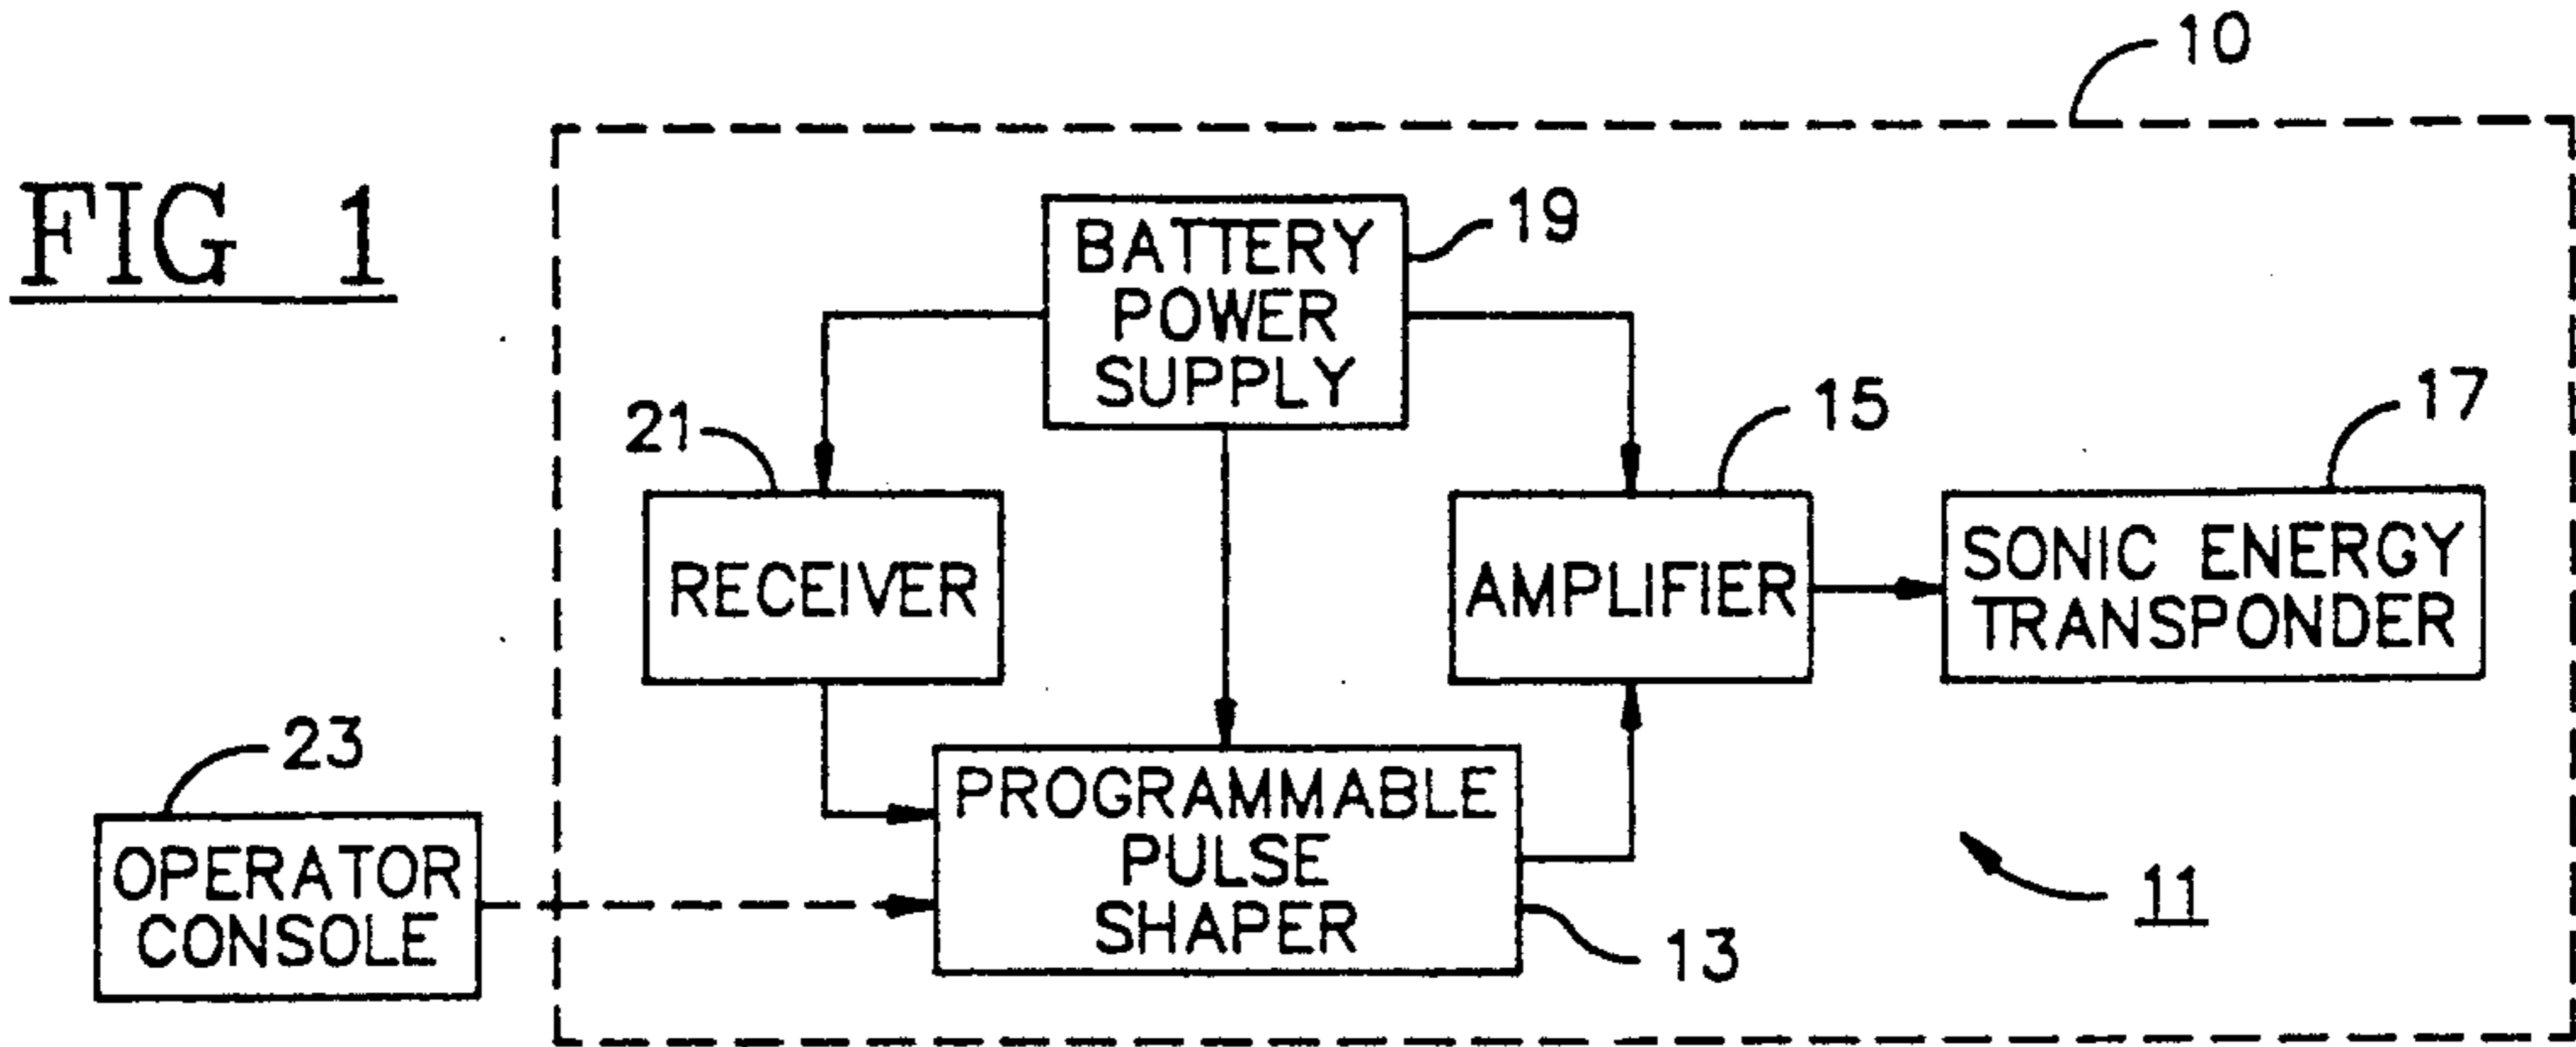 FIG 1
10
BATTERY
POWER
SUPPLY
19
21
RECEIVER
15
AMPLIFIER
17
SONIC ENERGY
TRANSPONDER
23
OPERATOR
CONSOLE
PROGRAMMABLE
PULSE
SHAPER
13
11